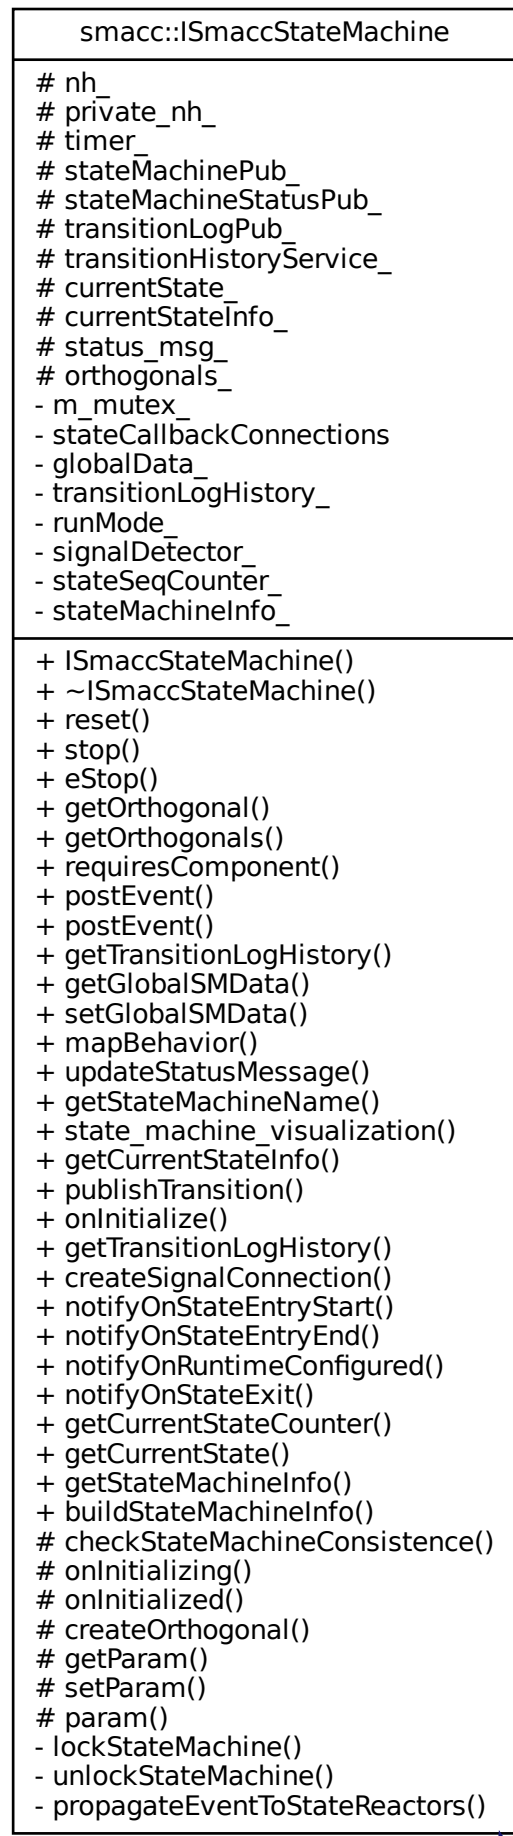 smacc::ISmaccStateMachine
# nh_
# private_nh_
# timer_
# stateMachinePub_
# stateMachineStatusPub_
# transitionLogPub_
# transitionHistoryService_
# currentState_
# currentStateInfo_
# status_msg_
# orthogonals_
- m_mutex_
- stateCallbackConnections
- globalData_
- transitionLogHistory_
- runMode_
- signalDetector_
- stateSeqCounter_
- stateMachineInfo_
+ ISmaccStateMachine()
+ ~ISmaccStateMachine()
+ reset()
+ stop()
+ eStop()
+ getOrthogonal()
+ getOrthogonals()
+ requiresComponent()
+ postEvent()
+ postEvent()
+ getTransitionLogHistory()
+ getGlobalSMData()
+ setGlobalSMData()
+ mapBehavior()
+ updateStatusMessage()
+ getStateMachineName()
+ state_machine_visualization()
+ getCurrentStateInfo()
+ publishTransition()
+ onInitialize()
+ getTransitionLogHistory()
+ createSignalConnection()
+ notifyOnStateEntryStart()
+ notifyOnStateEntryEnd()
+ notifyOnRuntimeConfigured()
+ notifyOnStateExit()
+ getCurrentStateCounter()
+ getCurrentState()
+ getStateMachineInfo()
+ buildStateMachineInfo()
# checkStateMachineConsistence()
# onInitializing()
# onInitialized()
# createOrthogonal()
# getParam()
# setParam()
# param()
- lockStateMachine()
- unlockStateMachine()
- propagateEventToStateReactors()